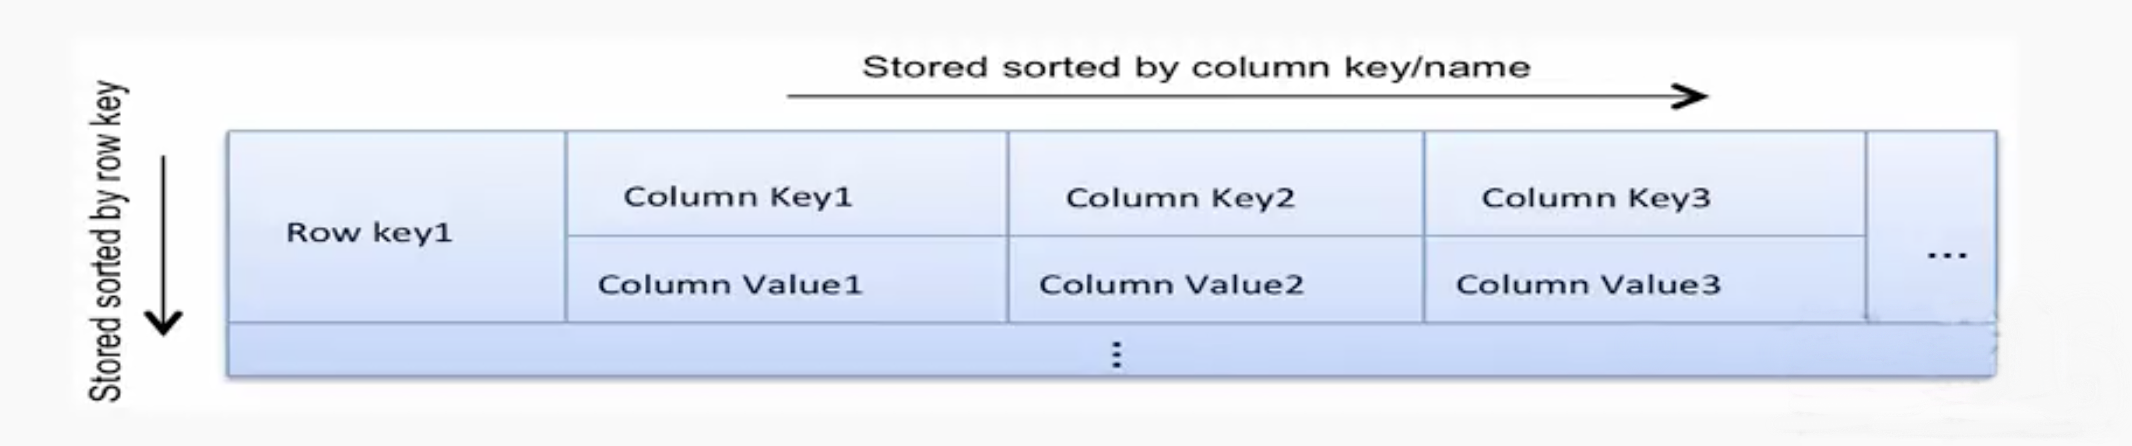 Stored sorted by column key/name
Stored sorted by row key
Row key1
Column Key1
Column Key2
Column Key3
...
Column Value1
Column Value2
Column Value3
⋮